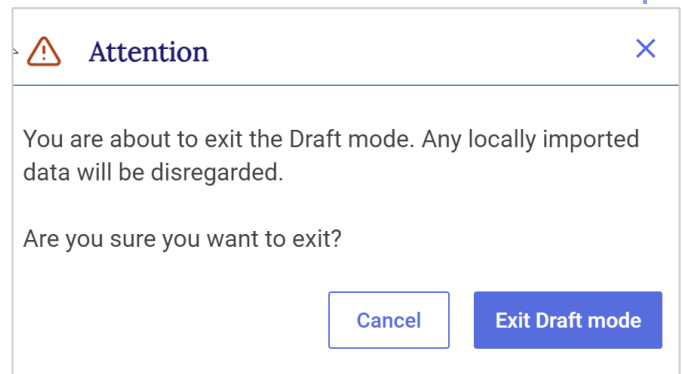 Attention
You are about to exit the Draft mode. Any locally imported
data will be disregarded.
Are you sure you want to exit?
Cancel
Exit Draft mode